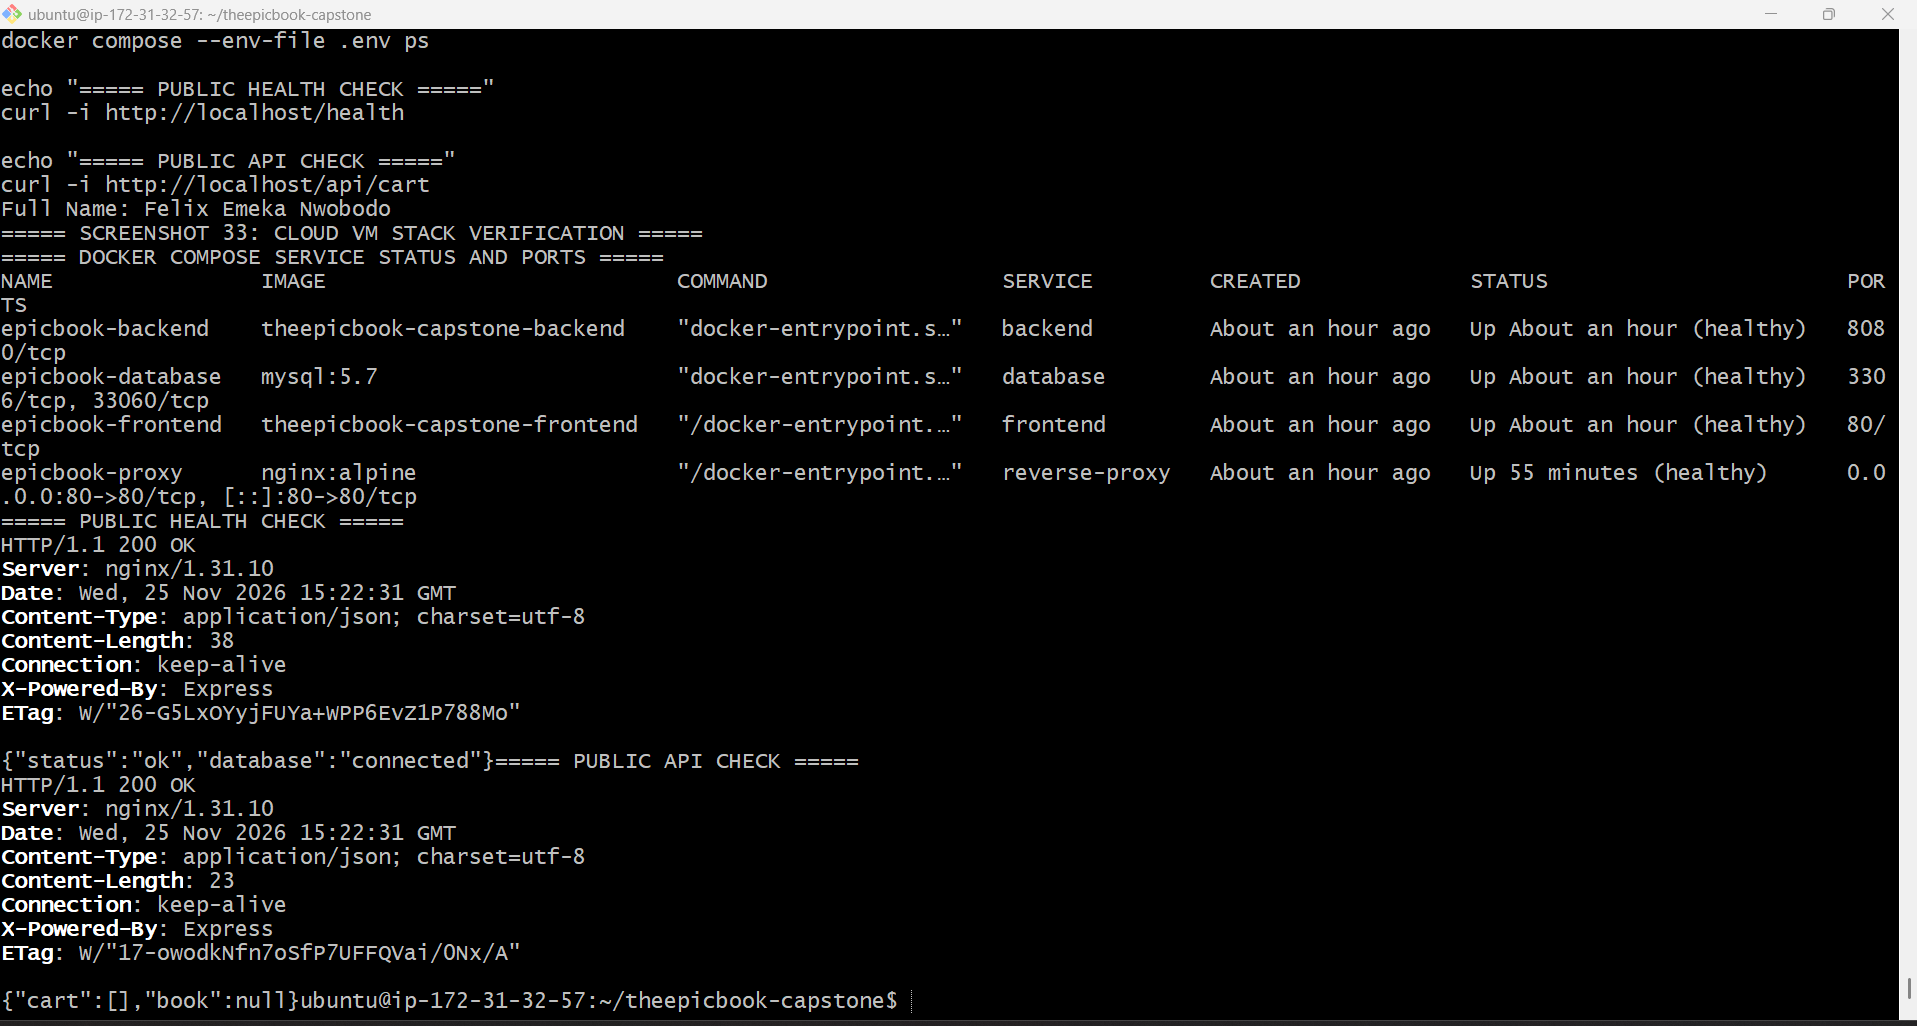 ubuntu@ip-172-31-32-57: ~/theepicbook-capstone
docker compose --env-file .env ps
echo "===== PUBLIC HEALTH CHECK ====="
curl -i http://localhost/health
echo "===== PUBLIC API CHECK ====="
curl -i http://localhost/api/cart
Full Name: Felix Emeka Nwobodo
===== SCREENSHOT 33: CLOUD VM STACK VERIFICATION =====
===== DOCKER COMPOSE SERVICE STATUS AND PORTS =====
NAME                IMAGE                           COMMAND                  SERVICE         CREATED             STATUS                       POR
TS
epicbook-backend    theepicbook-capstone-backend    "docker-entrypoint.s…"   backend         About an hour ago   Up About an hour (healthy)   808
0/tcp
epicbook-database   mysql:5.7                       "docker-entrypoint.s…"   database        About an hour ago   Up About an hour (healthy)   330
6/tcp, 33060/tcp
epicbook-frontend   theepicbook-capstone-frontend   "/docker-entrypoint.…"   frontend        About an hour ago   Up About an hour (healthy)   80/
tcp
epicbook-proxy      nginx:alpine                    "/docker-entrypoint.…"   reverse-proxy   About an hour ago   Up 55 minutes (healthy)      0.0
.0.0:80->80/tcp, [::]:80->80/tcp
===== PUBLIC HEALTH CHECK =====
HTTP/1.1 200 OK
Server: nginx/1.31.10
Date: Wed, 25 Nov 2026 15:22:31 GMT
Content-Type: application/json; charset=utf-8
Content-Length: 38
Connection: keep-alive
X-Powered-By: Express
ETag: W/"26-G5LxOYyjFUYa+WPP6EvZ1P788Mo"
{"status":"ok","database":"connected"}===== PUBLIC API CHECK =====
HTTP/1.1 200 OK
Server: nginx/1.31.10
Date: Wed, 25 Nov 2026 15:22:31 GMT
Content-Type: application/json; charset=utf-8
Content-Length: 23
Connection: keep-alive
X-Powered-By: Express
ETag: W/"17-owodkNfn7oSfP7UFFQVai/ONx/A"
{"cart":[],"book":null}ubuntu@ip-172-31-32-57:~/theepicbook-capstone$